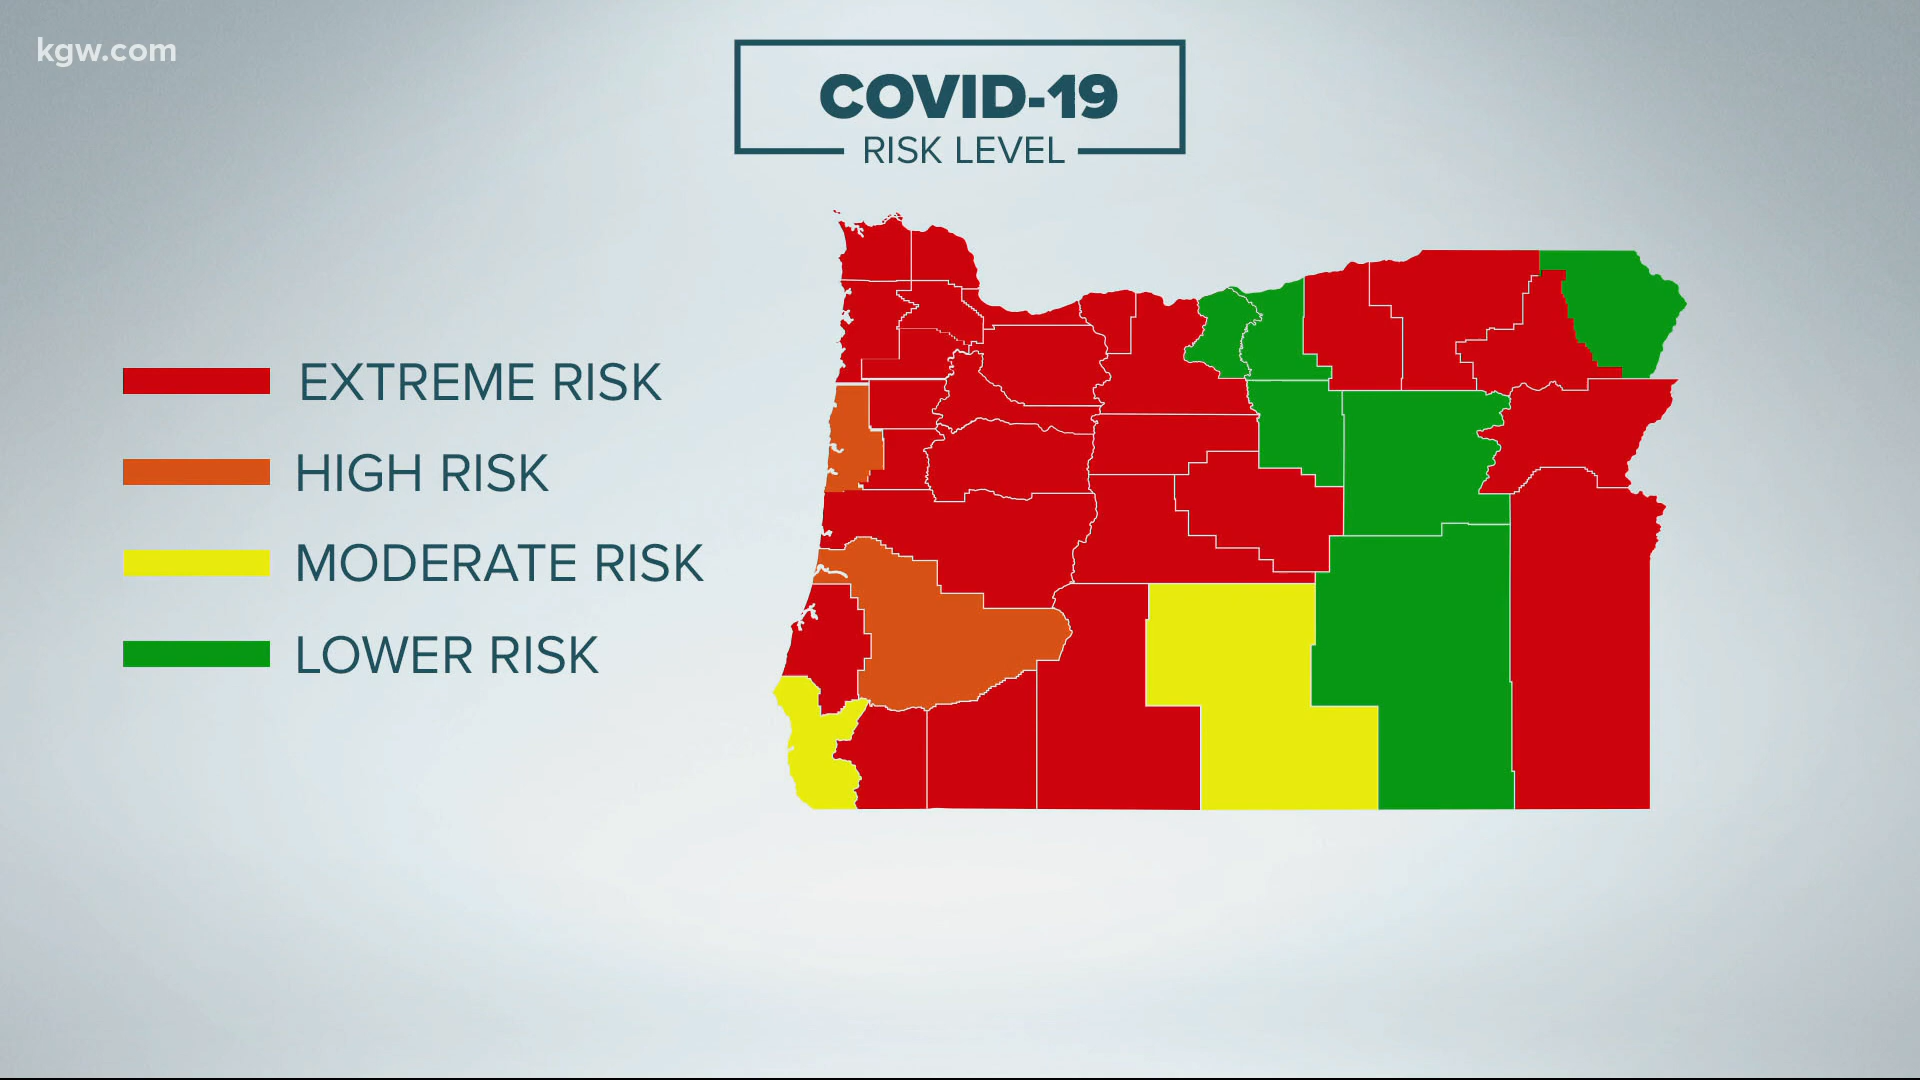 kgw.com
COVID-19
RISK LEVEL
EXTREME RISK
HIGH RISK
MODERATE RISK
LOWER RISK